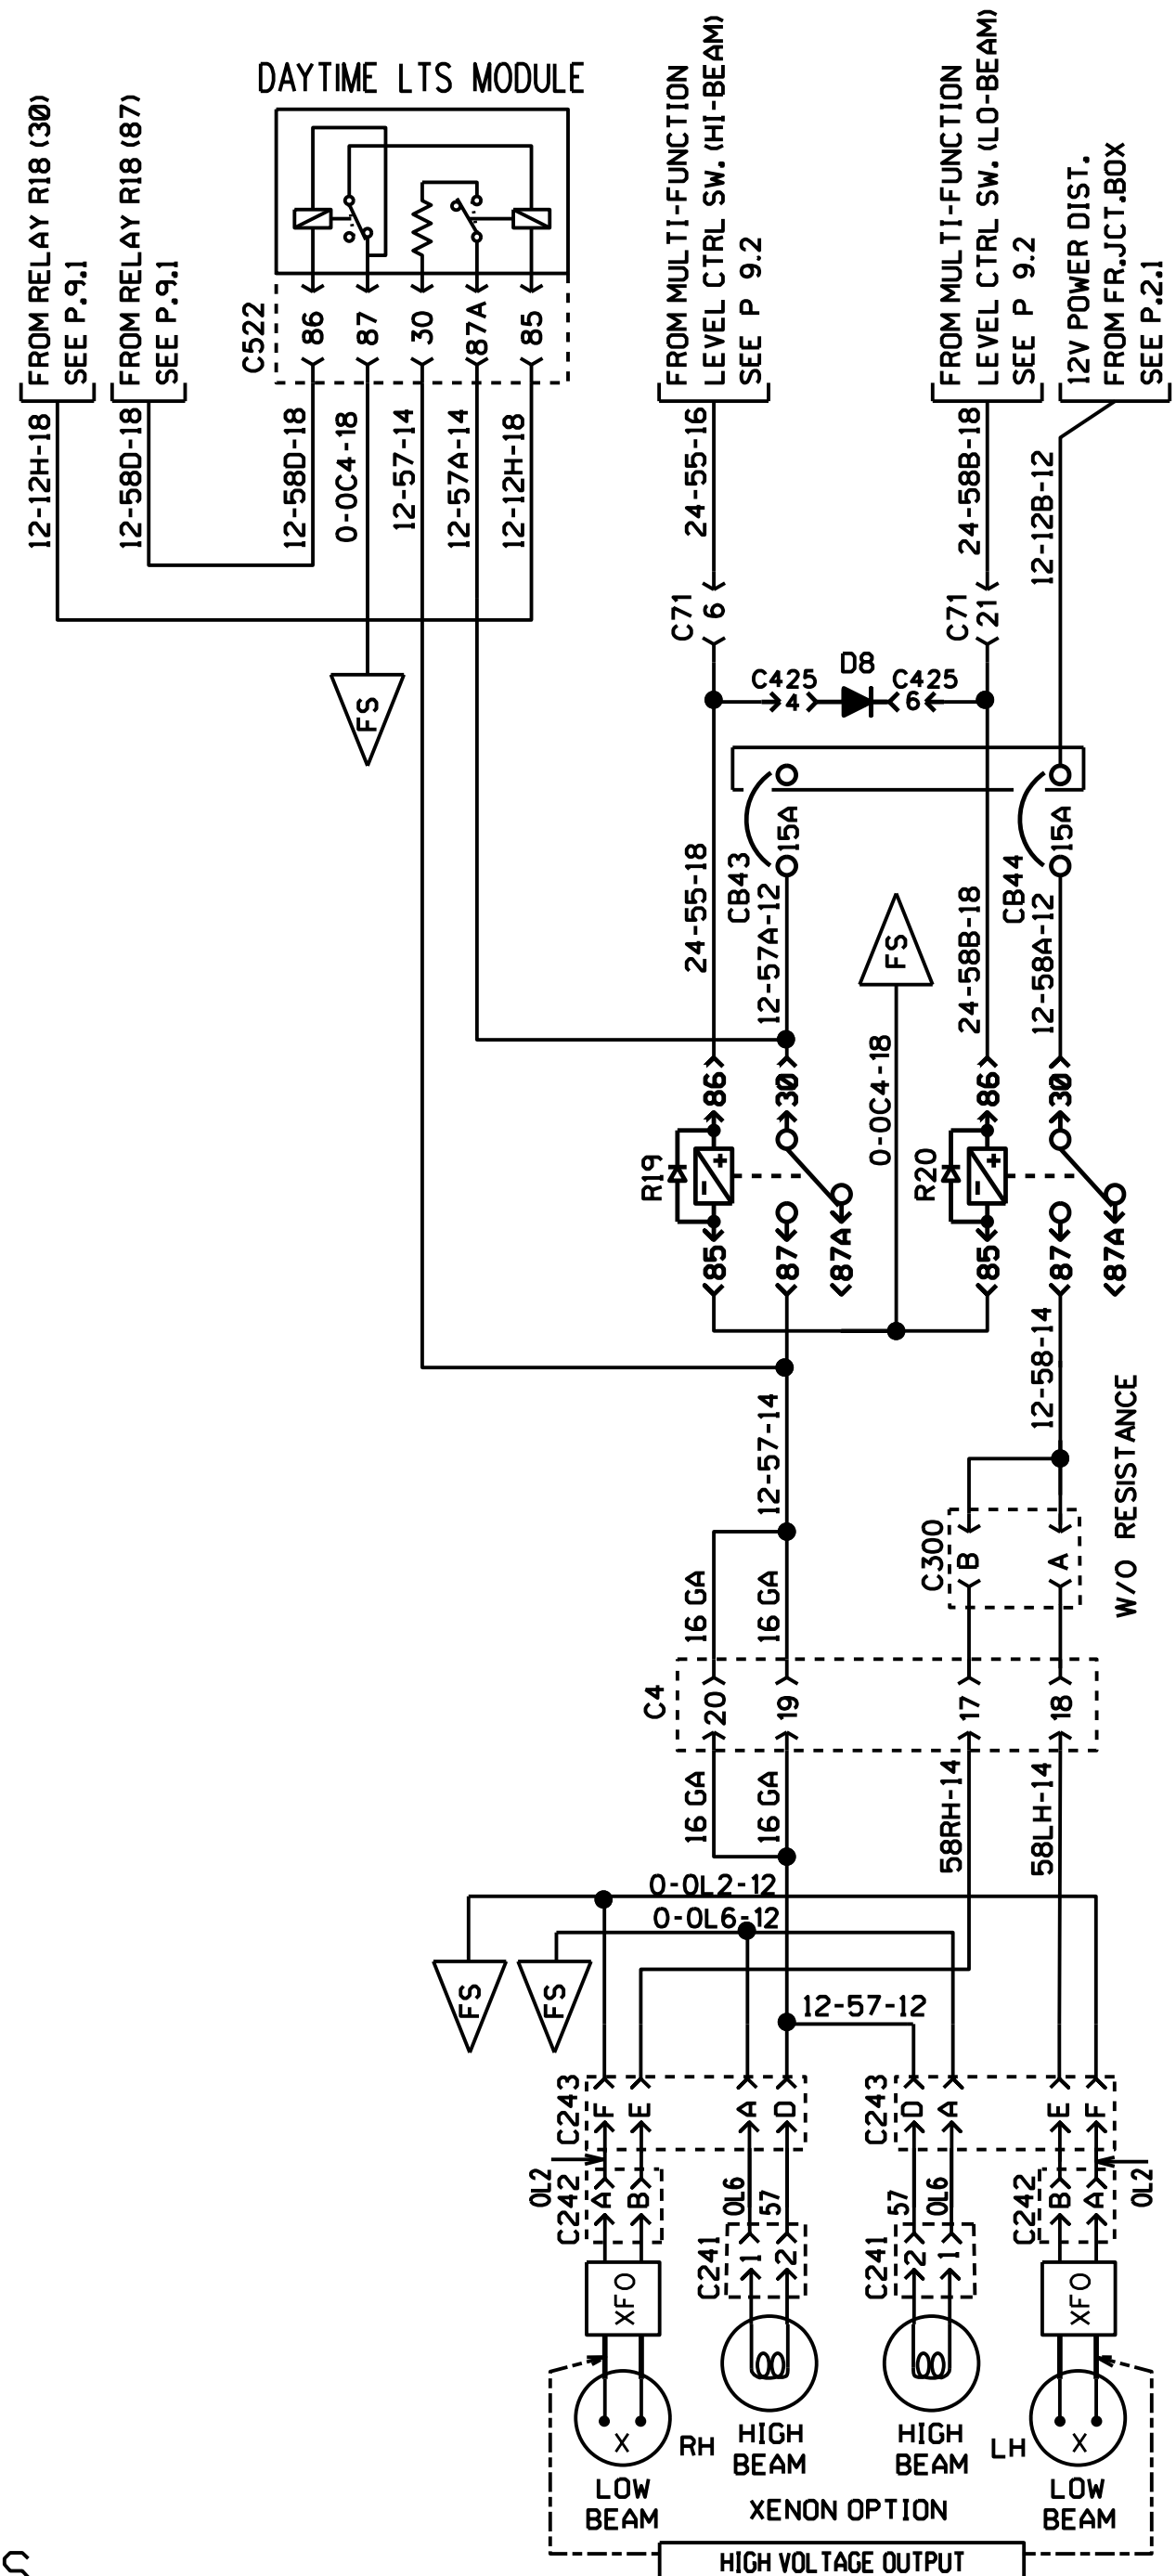 DAYTIME LTS MODULE
FROM RELAY R18 (30)
SEE P.9.1
FROM RELAY R18 (87)
SEE P.9.1
C522
86
87
30
87A
85
FROM MULTI-FUNCTION
LEVEL CTRL SW. (HI-BEAM)
SEE P 9.2
FROM MULTI-FUNCTION
LEVEL CTRL SW. (LO-BEAM)
SEE P 9.2
12V POWER DIST.
FROM FR.JCT.BOX
SEE P.2.1
12-12H-18
12-58D-18
12-58D-18
0-0C4-18
12-57-14
12-57A-14
12-12H-18
24-55-16
24-58B-18
12-12B-12
C71
6
C71
21
FS
C425
4
D8
C425
6
24-55-18
CB43
15A
12-57A-12
FS
24-58B-18
CB44
15A
12-58A-12
0-0C4-18
R19
86
30
85
87
87A
- +
R20
86
30
85
87
87A
- +
12-57-14
12-58-14
W/O RESISTANCE
C300
B
A
16 GA
16 GA
C4
20
19
17
18
16 GA
16 GA
58RH-14
58LH-14
0-0L2-12
0-0L6-12
FS
FS
12-57-12
C243
F
E
A
D
C243
D
A
E
F
0L2
C242
A
B
0L6
57
57
0L6
C242
B
A
0L2
C241
1
2
C241
2
1
XFO
XFO
X
RH
HIGH
BEAM
HIGH
BEAM
LH
X
LOW
BEAM
LOW
BEAM
XENON OPTION
HIGH VOLTAGE OUTPUT
S